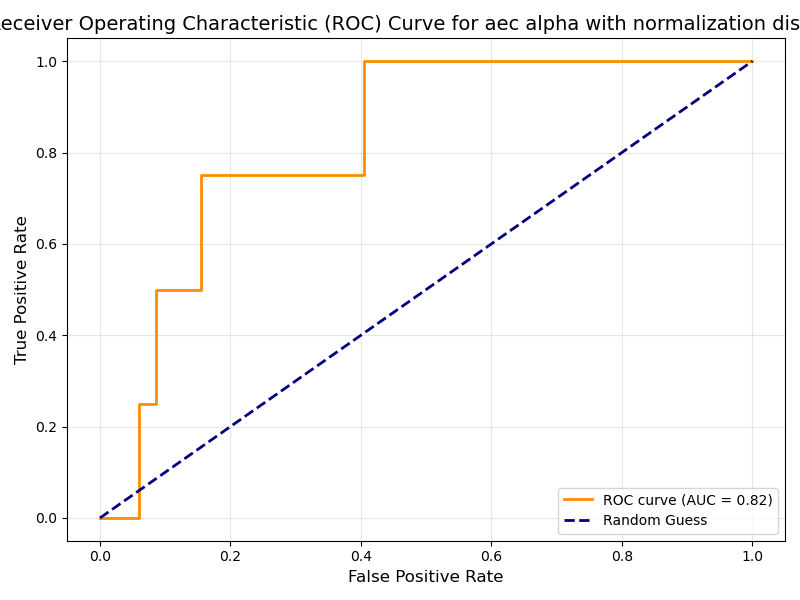 eceiver Operating Characteristic (ROC) Curve for aec alpha with normalization dis
True Positive Rate
1.0
0.8
0.6
0.4
0.2
0.0
0.0 0.2 0.4 0.6 0.8 1.0
False Positive Rate
ROC curve (AUC = 0.82)
Random Guess